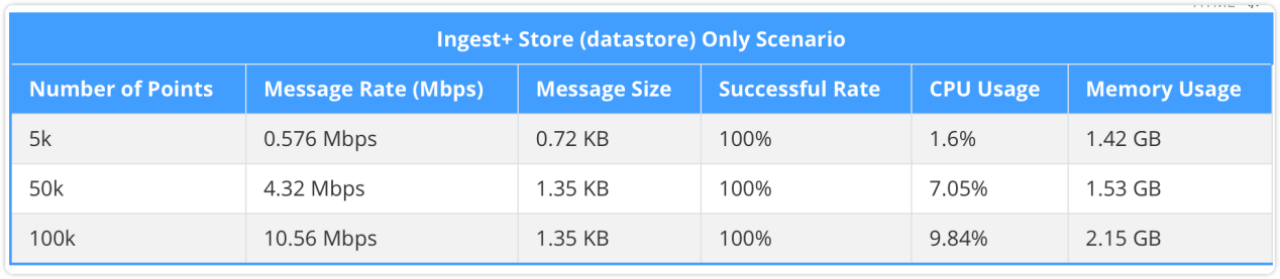 Ingest+ Store (datastore) Only Scenario
Number of Points Message Rate (Mbps) Message Size Successful Rate CPU Usage Memory Usage
5k 0.576 Mbps 0.72 KB 100% 1.6% 1.42 GB
50k 4.32 Mbps 1.35 KB 100% 7.05% 1.53 GB
100k 10.56 Mbps 1.35 KB 100% 9.84% 2.15 GB